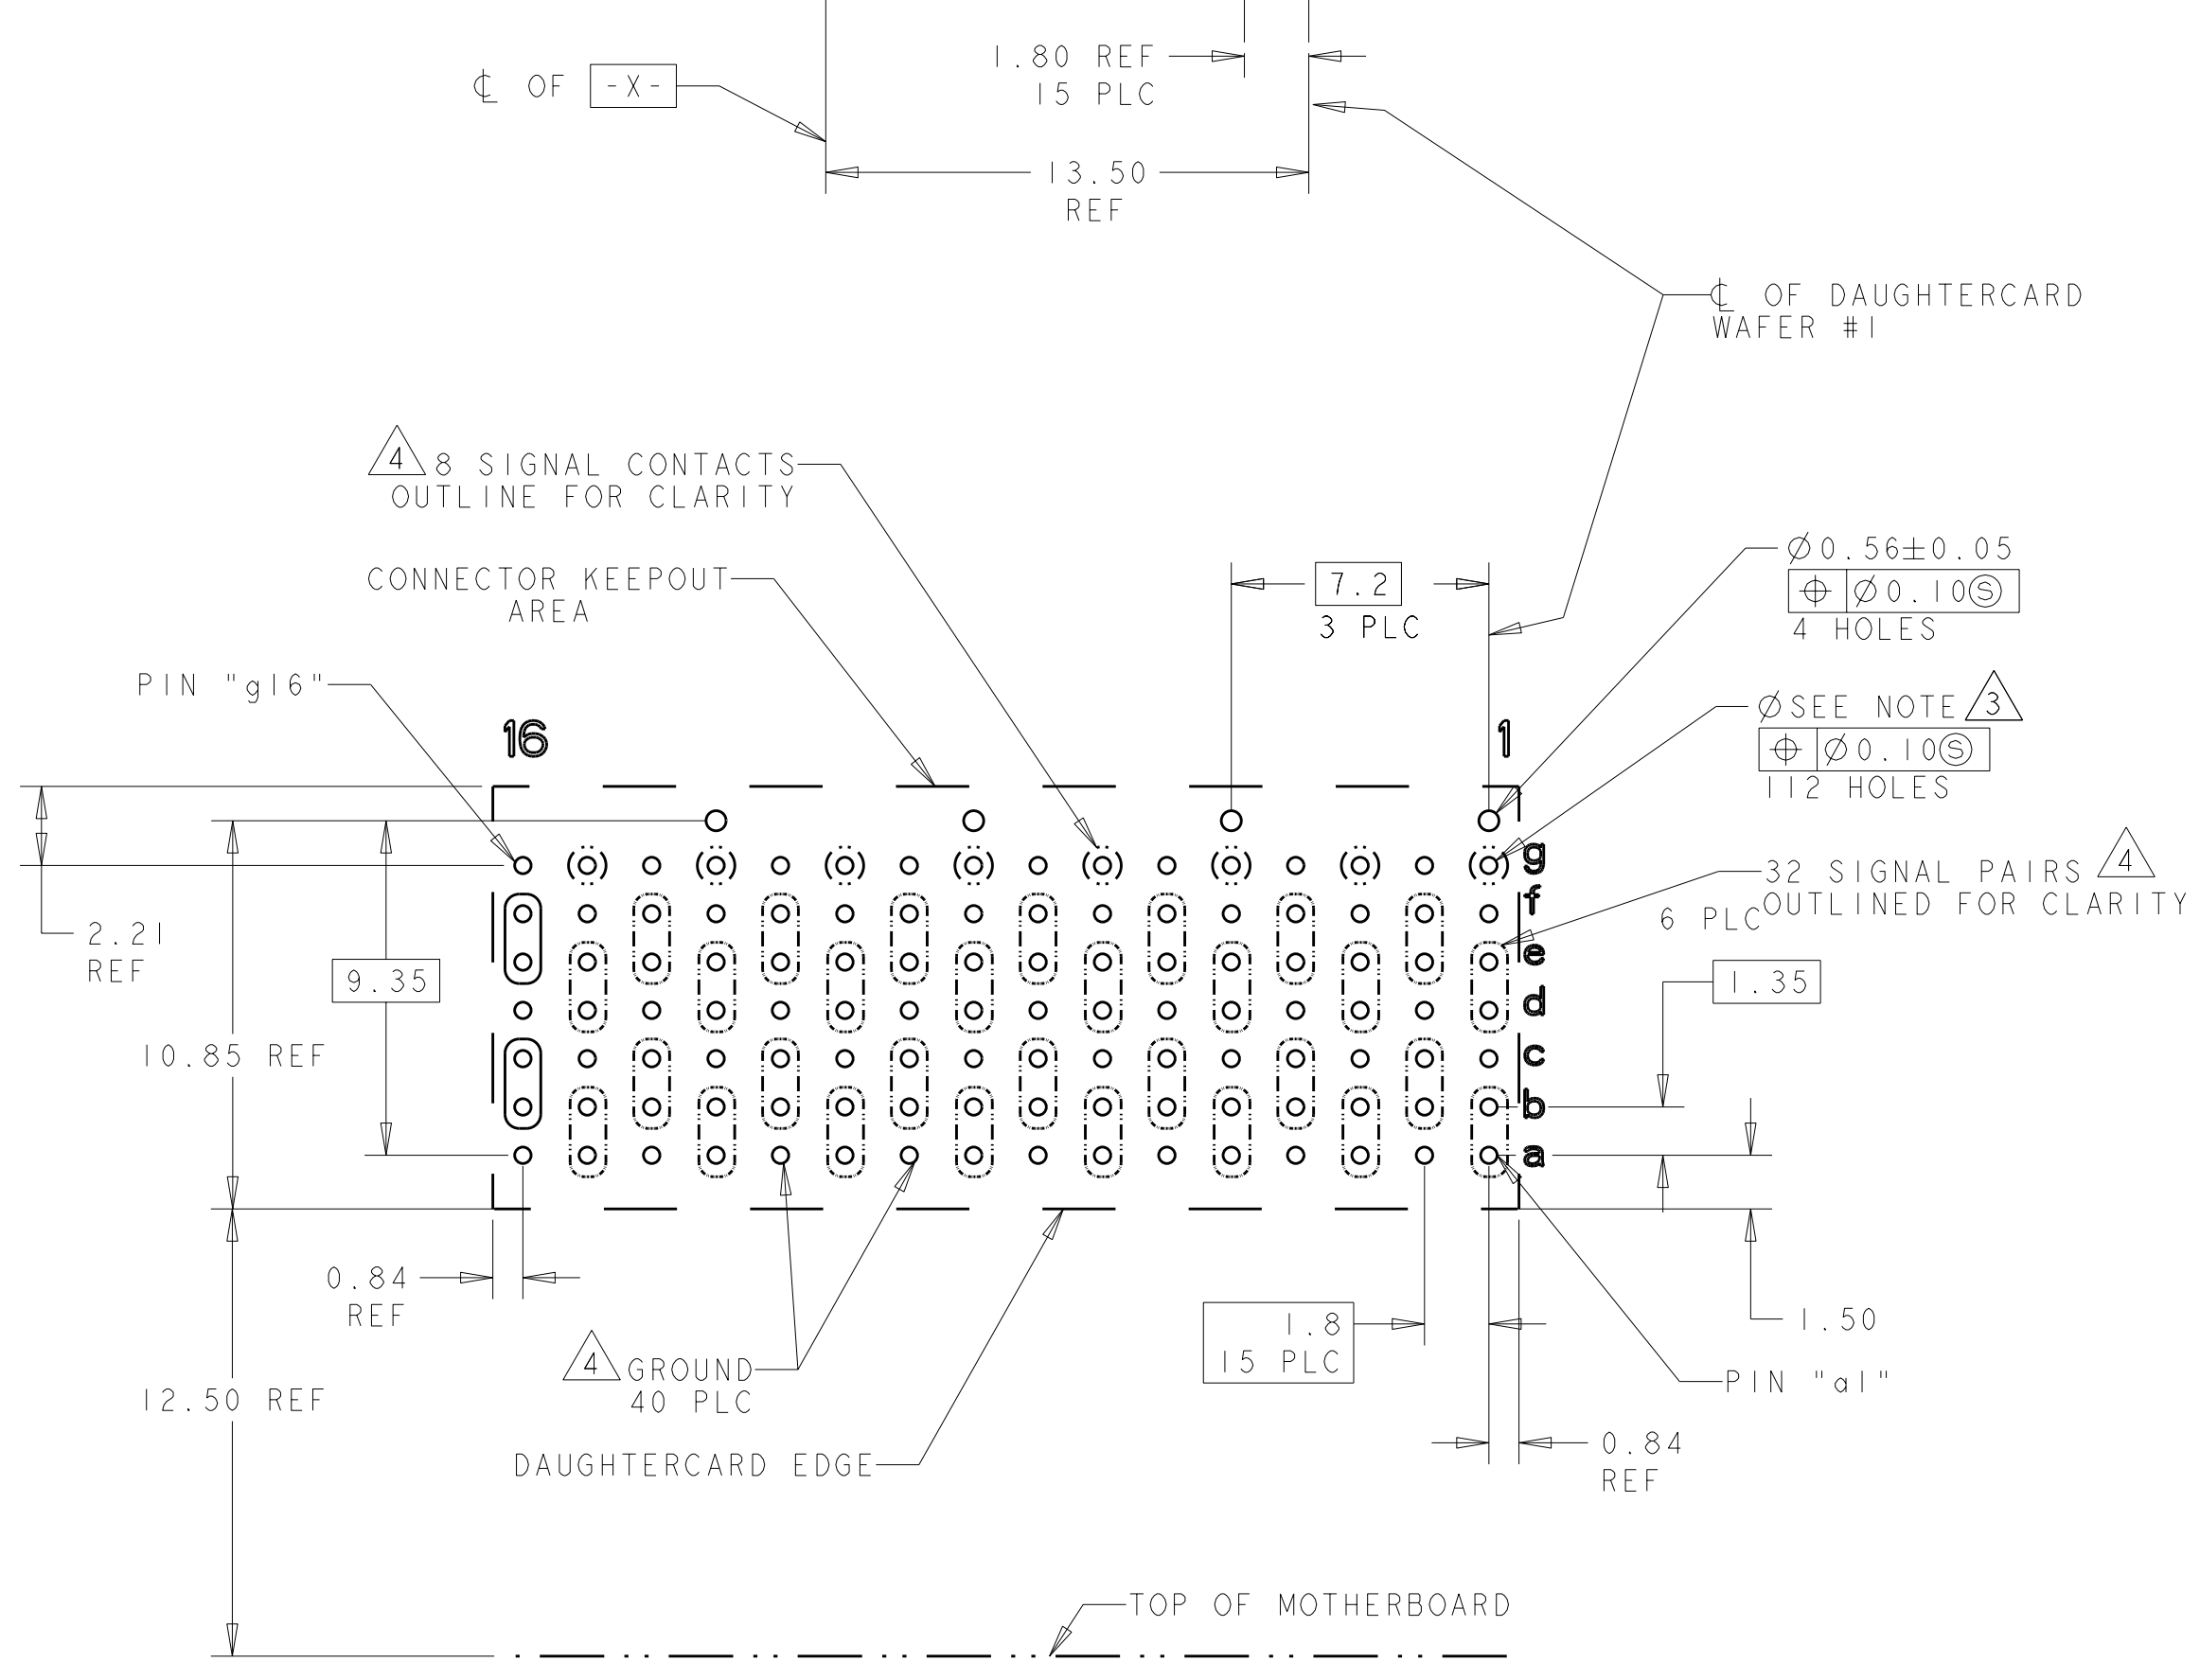 1.80 REF
15 PLC
℄ OF -X-
13.50
REF
℄ OF DAUGHTERCARD
WAFER #1
4 8 SIGNAL CONTACTS
OUTLINE FOR CLARITY
CONNECTOR KEEPOUT
AREA
7.2
3 PLC
Ø0.56±0.05
⌖ Ø0.10Ⓢ
4 HOLES
PIN "g16"
ØSEE NOTE 3
⌖ Ø0.10Ⓢ
112 HOLES
16
1
g
f
e
d
c
b
a
32 SIGNAL PAIRS 4
OUTLINED FOR CLARITY
6 PLC
1.35
2.21
REF
9.35
10.85 REF
0.84
REF
1.8
15 PLC
1.50
4 GROUND
40 PLC
PIN "a1"
12.50 REF
0.84
REF
DAUGHTERCARD EDGE
TOP OF MOTHERBOARD